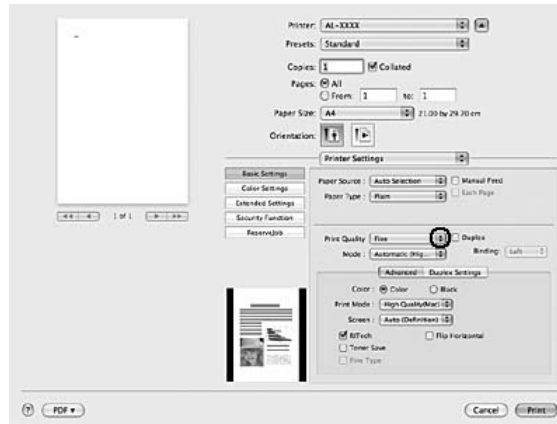 Printer: AL-XXXX
Presets: Standard
Copies: 1 Collated
Pages: All
From: 1 to: 1
Paper Size: A4 21.00 by 29.70 cm
Orientation:
Printer Settings
Basic Settings
Color Settings
Extended Settings
Security Function
ReserveJob
1 of 1
Paper Source : Auto Selection Manual Feed
Paper Type : Plain Each Page
Print Quality : Fine Duplex
Mode : Automatic (Hig... Binding: Left
Advanced Duplex Settings
Color : Color Black
Print Mode : High Quality(Mac)
Screen : Auto (Definition)
RITech Flip Horizontal
Toner Save
Fine Type
? PDF Cancel Print